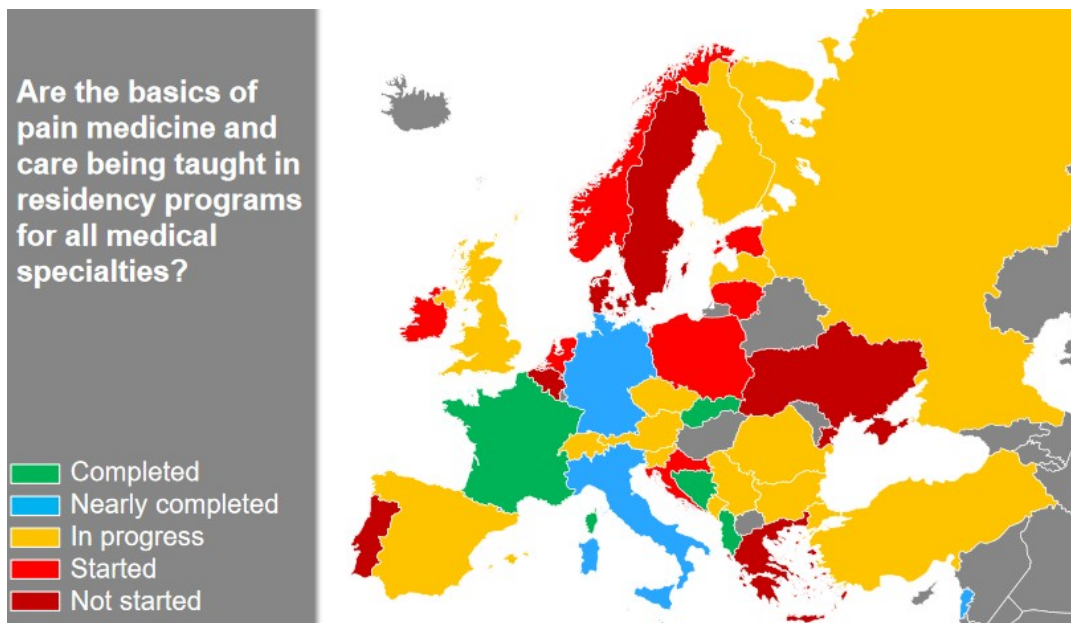 Are the basics of
pain medicine and
care being taught in
residency programs
for all medical
specialties?
Completed
Nearly completed
In progress
Started
Not started